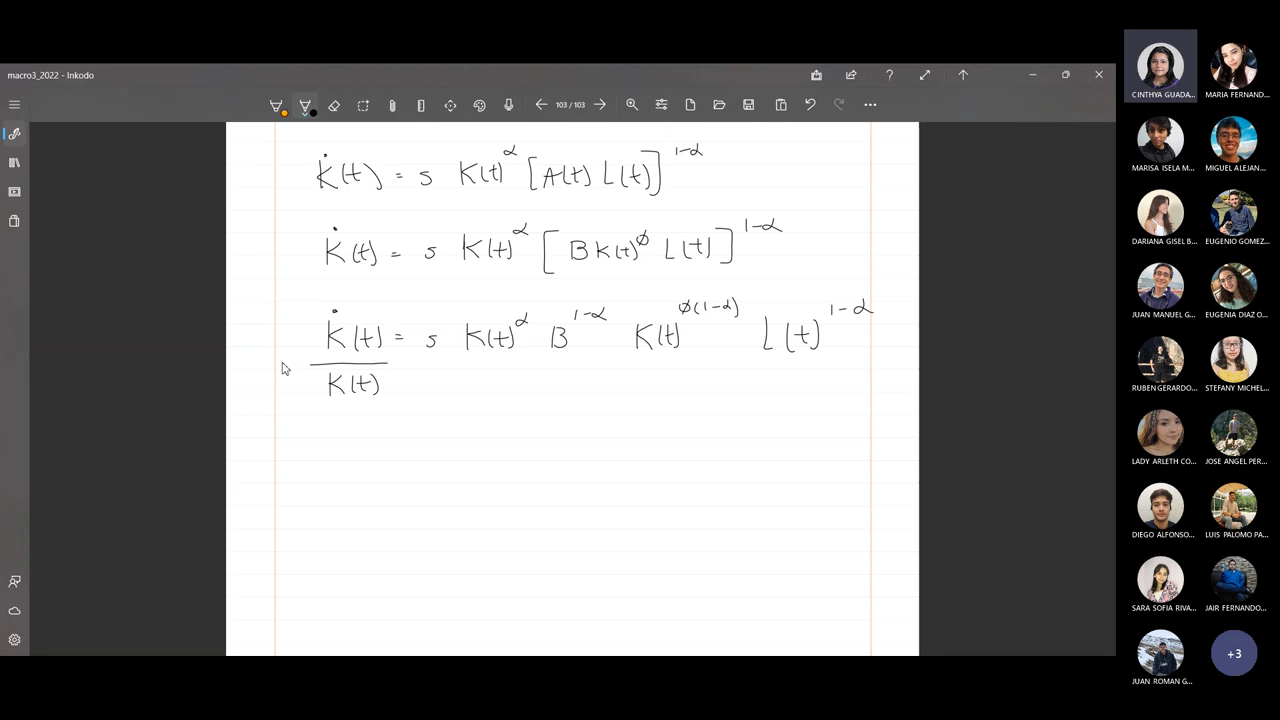 macro3_2022 - Inkodo
103 / 103
K̇(t) = s K(t)^α [A(t) L(t)]^1-α
K̇(t) = s K(t)^α [B K(t)^ø L(t)]^1-α
K̇(t) = s K(t)^α B^1-α K(t)^ø(1-α) L(t)^1-α
K(t)
CINTHYA GUADA...
MARIA FERNAND...
MARISA ISELA M...
MIGUEL ALEJAN...
DARIANA GISEL B...
EUGENIO GOMEZ...
JUAN MANUEL G...
EUGENIA DIAZ O...
RUBEN GERARDO...
STEFANY MICHEL...
LADY ARLETH CO...
JOSE ANGEL PER...
DIEGO ALFONSO...
LUIS PALOMO PA...
SARA SOFIA RIVA...
JAIR FERNANDO...
JUAN ROMAN G...
+3